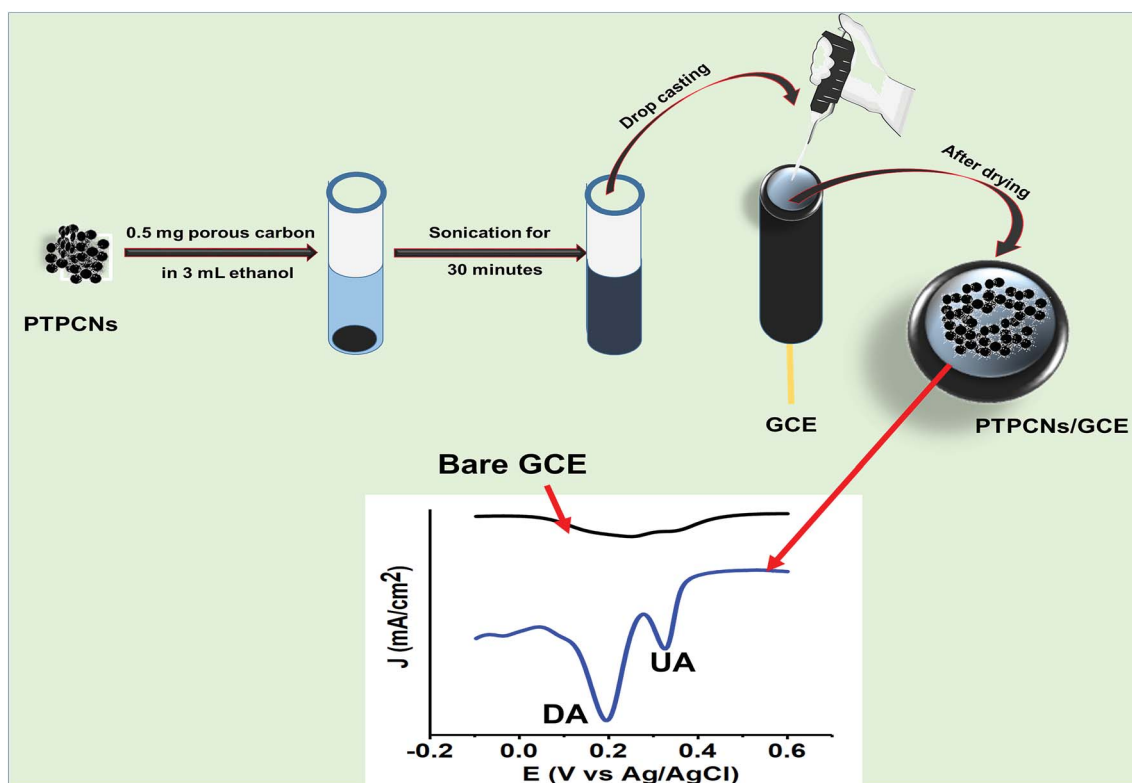 Drop casting
After drying
0.5 mg porous carbon
in 3 mL ethanol
Sonication for
30 minutes
PTPCNs
GCE
PTPCNs/GCE
Bare GCE
J (mA/cm²)
UA
DA
-0.2 0.0 0.2 0.4 0.6
E (V vs Ag/AgCl)